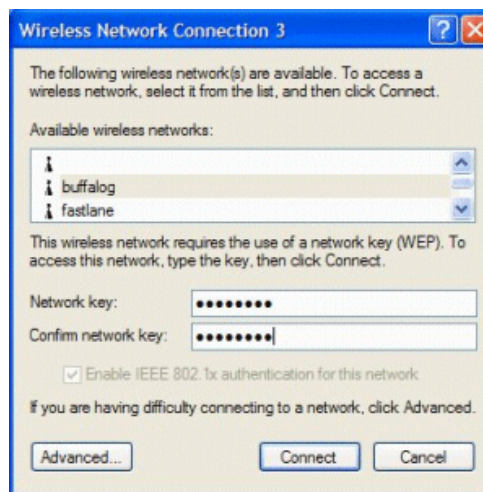 Wireless Network Connection 3
The following wireless network(s) are available. To access a
wireless network, select it from the list, and then click Connect.
Available wireless networks:
buffalog
fastlane
This wireless network requires the use of a network key (WEP). To
access this network, type the key, then click Connect.
Network key: ••••••••
Confirm network key: ••••••••
Enable IEEE 802.1x authentication for this network
If you are having difficulty connecting to a network, click Advanced.
Advanced... Connect Cancel